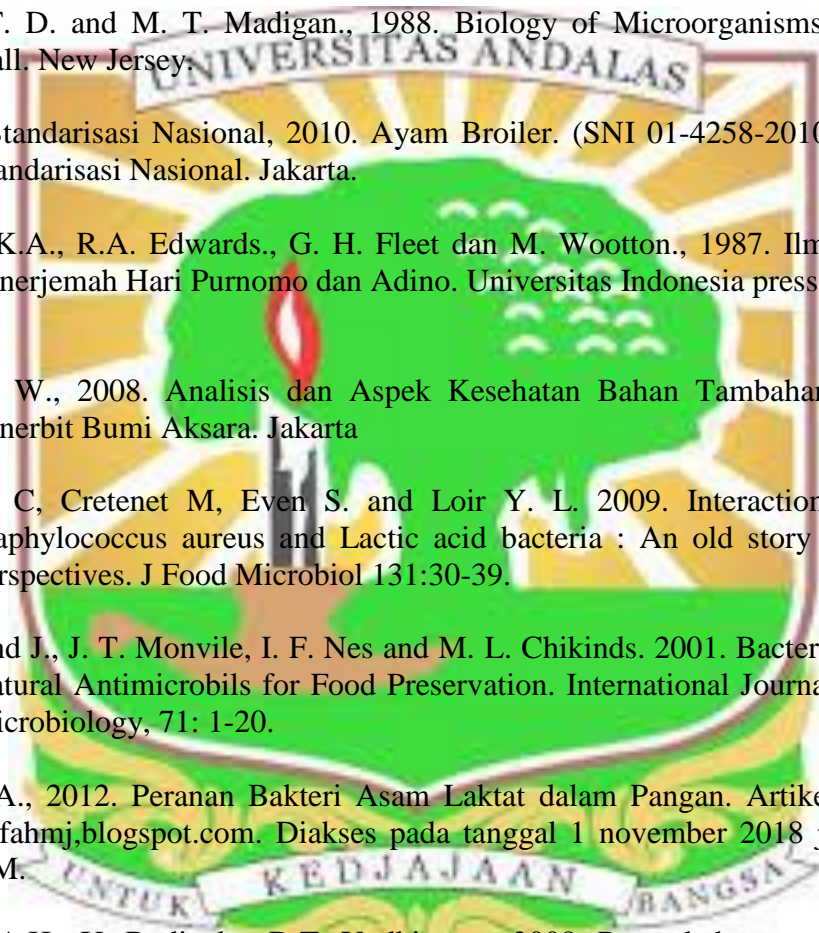 T. D. and M. T. Madigan., 1988. Biology of Microorganisms
all. New Jersey.
UNIVERSITAS ANDALAS
Standarisasi Nasional, 2010. Ayam Broiler. (SNI 01-4258-2010
andarisasi Nasional. Jakarta.
K.A., R.A. Edwards., G. H. Fleet dan M. Wootton., 1987. Ilm
nerjemah Hari Purnomo dan Adino. Universitas Indonesia press
W., 2008. Analisis dan Aspek Kesehatan Bahan Tambahan
nerbit Bumi Aksara. Jakarta
C, Cretenet M, Even S. and Loir Y. L. 2009. Interaction
aphylococcus aureus and Lactic acid bacteria : An old story
rspectives. J Food Microbiol 131:30-39.
nd J., J. T. Monvile, I. F. Nes and M. L. Chikinds. 2001. Bacter
atural Antimicrobils for Food Preservation. International Journa
icrobiology, 71: 1-20.
A., 2012. Peranan Bakteri Asam Laktat dalam Pangan. Artike
fahmj,blogspot.com. Diakses pada tanggal 1 november 2018
M.
UNTUK KEDJAJAAN BANGSA